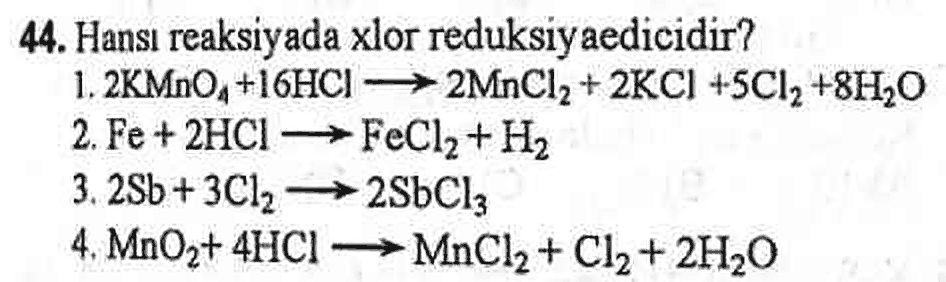 44. Hansı reaksiyada xlor reduksiyaedicidir?
1. 2KMnO₄ +16HCl ⟶ 2MnCl₂ + 2KCl +5Cl₂ +8H₂O
2. Fe + 2HCl ⟶ FeCl₂ + H₂
3. 2Sb + 3Cl₂ ⟶ 2SbCl₃
4. MnO₂+ 4HCl ⟶ MnCl₂ + Cl₂ + 2H₂O